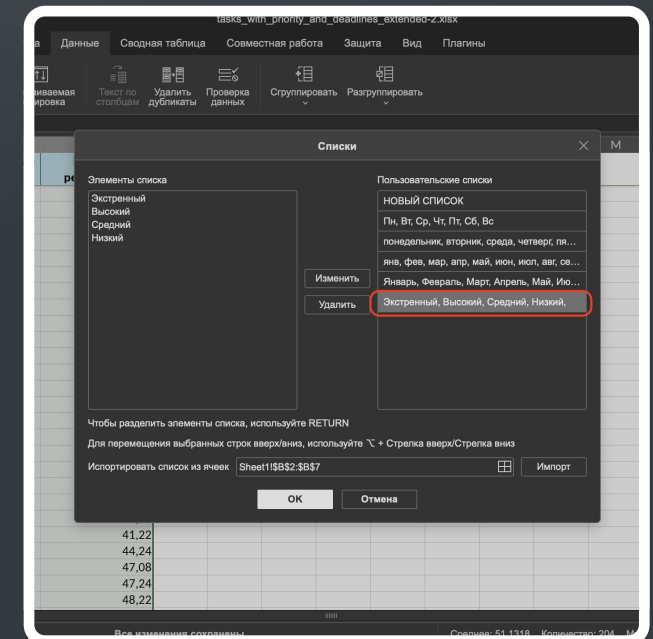 tasks_with_priority_and_deadlines_extended-2.xlsx
Данные Сводная таблица Совместная работа Защита Вид Плагины
Текст по столбцам
Удалить дубликаты
Проверка данных
Сгруппировать
Разгруппировать
Списки
M
Элементы списка
Экстренный
Высокий
Средний
Низкий
Изменить
Удалить
Пользовательские списки
НОВЫЙ СПИСОК
Пн, Вт, Ср, Чт, Пт, Сб, Вс
понедельник, вторник, среда, четверг, пя...
янв, фев, мар, апр, май, июн, июл, авг, се...
Январь, Февраль, Март, Апрель, Май, Ию...
Экстренный, Высокий, Средний, Низкий,
Чтобы разделить элементы списка, используйте RETURN
Для перемещения выбранных строк вверх/вниз, используйте ⌥ + Стрелка вверх/Стрелка вниз
Испортировать список из ячеек Sheet1!$B$2:$B$7 Импорт
OK Отмена
41,22
44,24
47,08
47,24
48,22
Все изменения сохранены
Среднее: 51,1318 Количество: 204